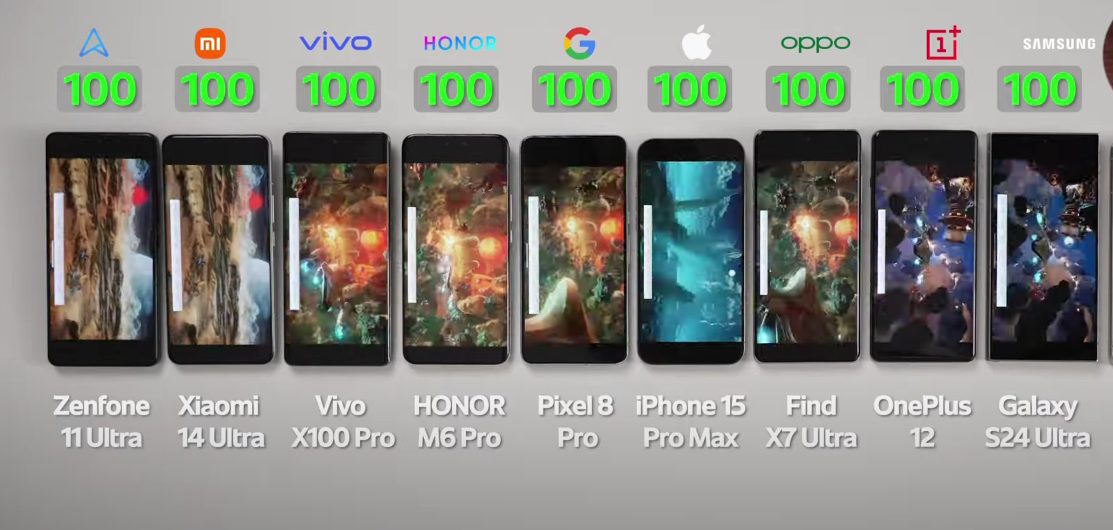 vivo
HONOR
oppo
SAMSUNG
100 100 100 100 100 100 100 100 100
Zenfone
11 Ultra
Xiaomi
14 Ultra
Vivo
X100 Pro
HONOR
M6 Pro
Pixel 8
Pro
iPhone 15
Pro Max
Find
X7 Ultra
OnePlus
12
Galaxy
S24 Ultra